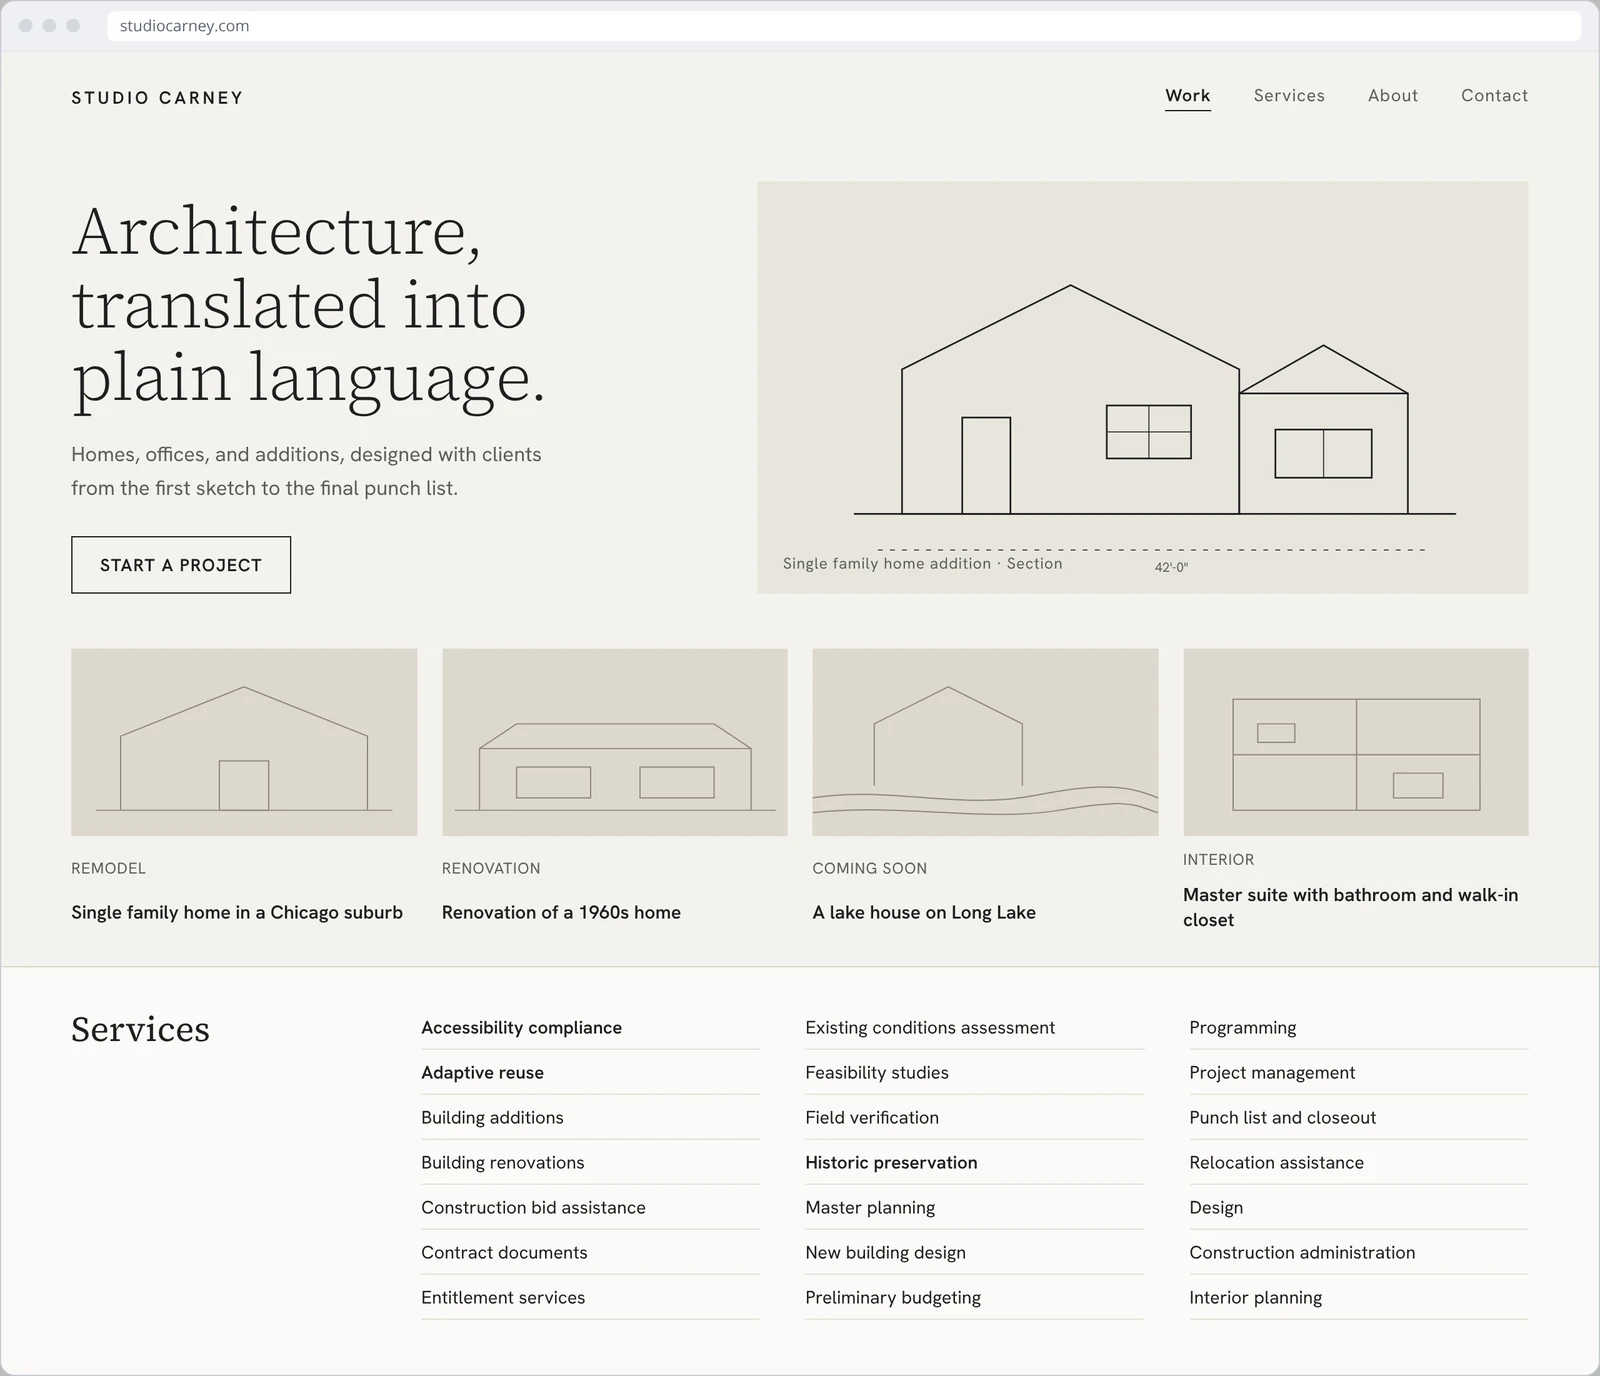 studiocarney.com
STUDIO CARNEY
Work
Services
About
Contact
Architecture,
translated into
plain language.
Homes, offices, and additions, designed with clients
from the first sketch to the final punch list.
START A PROJECT
Single family home addition · Section
42'-0"
REMODEL
Single family home in a Chicago suburb
RENOVATION
Renovation of a 1960s home
COMING SOON
A lake house on Long Lake
INTERIOR
Master suite with bathroom and walk-in
closet
Services
Accessibility compliance
Adaptive reuse
Building additions
Building renovations
Construction bid assistance
Contract documents
Entitlement services
Existing conditions assessment
Feasibility studies
Field verification
Historic preservation
Master planning
New building design
Preliminary budgeting
Programming
Project management
Punch list and closeout
Relocation assistance
Design
Construction administration
Interior planning